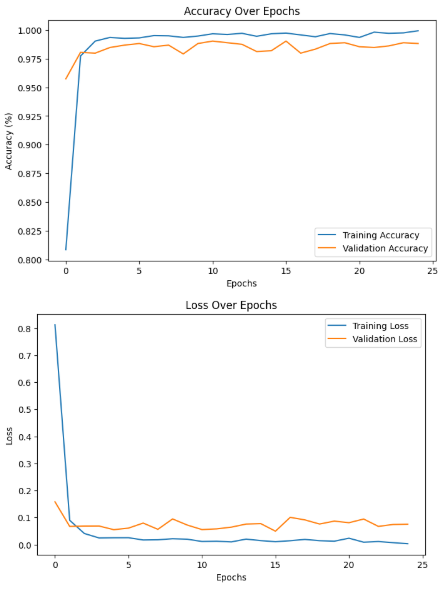 Accuracy Over Epochs
1.000
0.975
0.950
0.925
0.900
0.875
0.850
0.825
0.800
Accuracy (%)
Training Accuracy
Validation Accuracy
0 5 10 15 20 25
Epochs
Loss Over Epochs
Training Loss
Validation Loss
0.8
0.7
0.6
0.5
0.4
0.3
0.2
0.1
0.0
Loss
0 5 10 15 20 25
Epochs